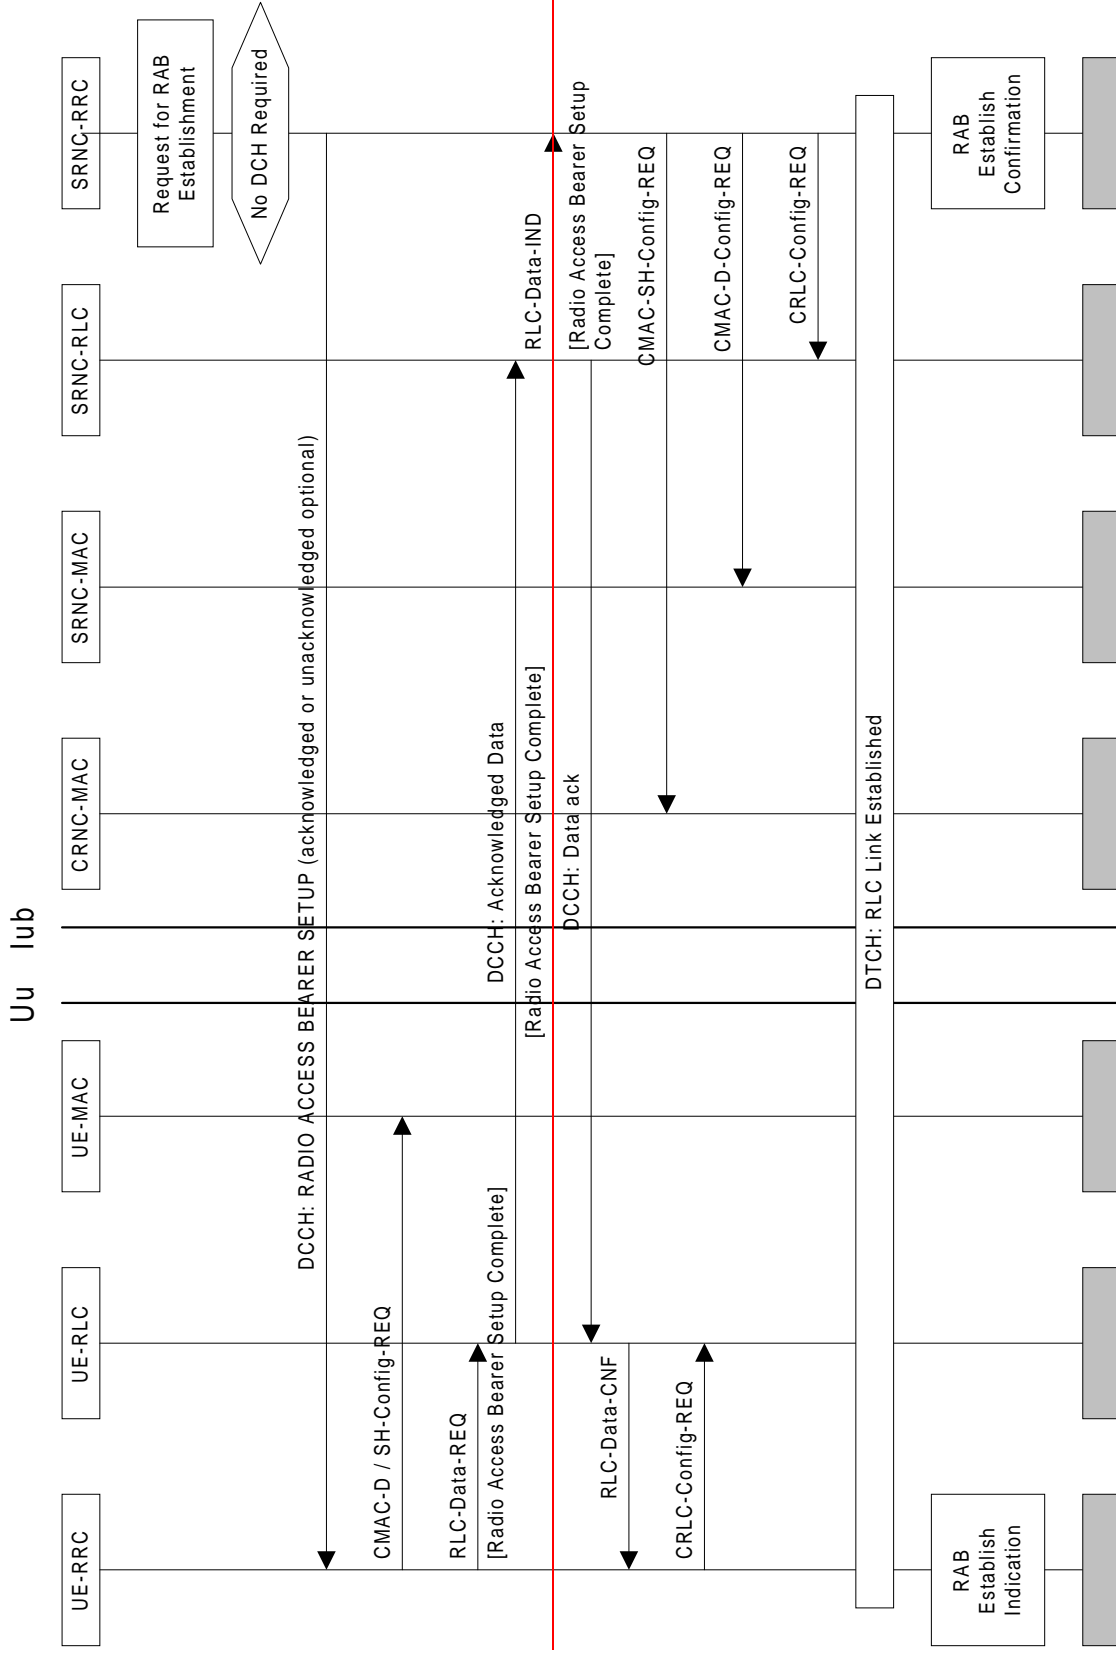 Uu
Iub
UE-RRC
UE-RLC
UE-MAC
CRNC-MAC
SRNC-MAC
SRNC-RLC
SRNC-RRC
Request for RAB
Establishment
No DCH Required
DCCH: RADIO ACCESS BEARER SETUP (acknowledged or unacknowledged optional)
CMAC-D / SH-Config-REQ
RLC-Data-REQ
[Radio Access Bearer Setup Complete]
DCCH: Acknowledged Data
[Radio Access Bearer Setup Complete]
RLC-Data-IND
[Radio Access Bearer Setup
Complete]
DCCH: Data ack
RLC-Data-CNF
CMAC-SH-Config-REQ
CRLC-Config-REQ
CMAC-D-Config-REQ
CRLC-Config-REQ
DTCH: RLC Link Established
RAB
Establish
Indication
RAB
Establish
Confirmation